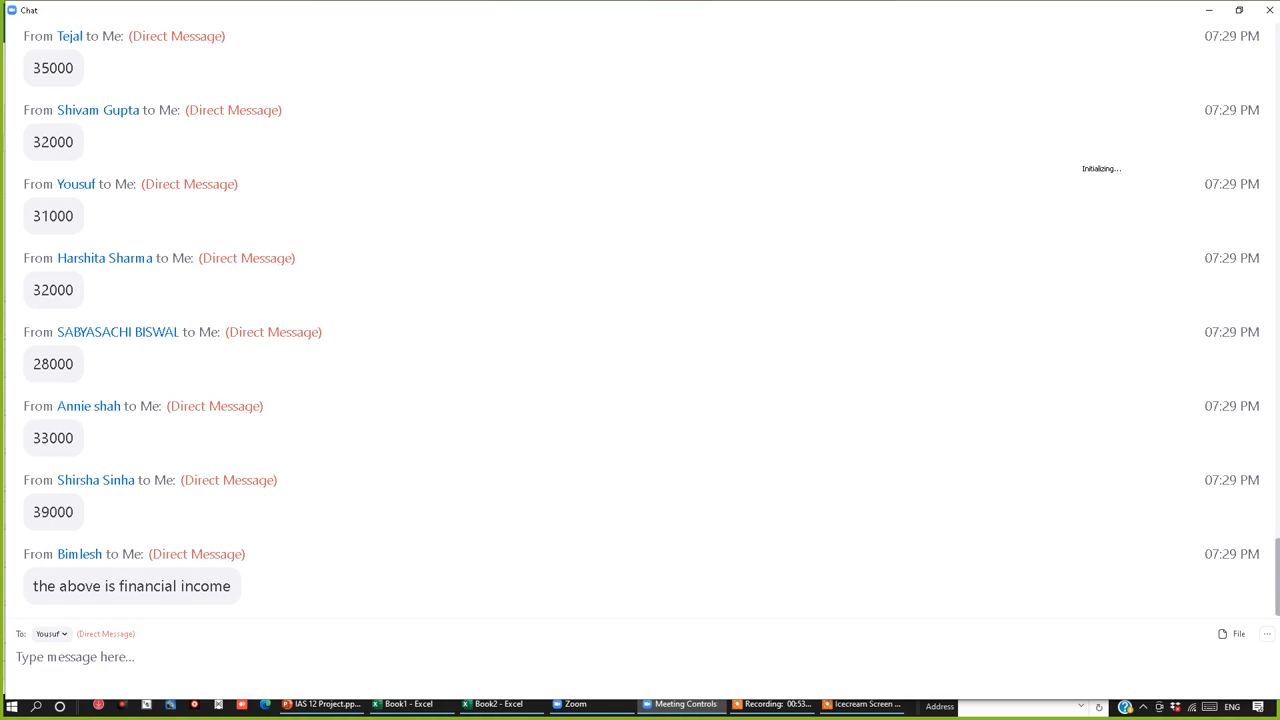 Chat
From Tejal to Me: (Direct Message) 07:29 PM
35000
From Shivam Gupta to Me: (Direct Message) 07:29 PM
32000
Initializing...
From Yousuf to Me: (Direct Message) 07:29 PM
31000
From Harshita Sharma to Me: (Direct Message) 07:29 PM
32000
From SABYASACHI BISWAL to Me: (Direct Message) 07:29 PM
28000
From Annie shah to Me: (Direct Message) 07:29 PM
33000
From Shirsha Sinha to Me: (Direct Message) 07:29 PM
39000
From Bimlesh to Me: (Direct Message) 07:29 PM
the above is financial income
To: Yousuf (Direct Message) File
Type message here...
IAS 12 Project.pp... Book1 - Excel Book2 - Excel Zoom Meeting Controls Recording: 00:53... Icecream Screen ... Address ENG